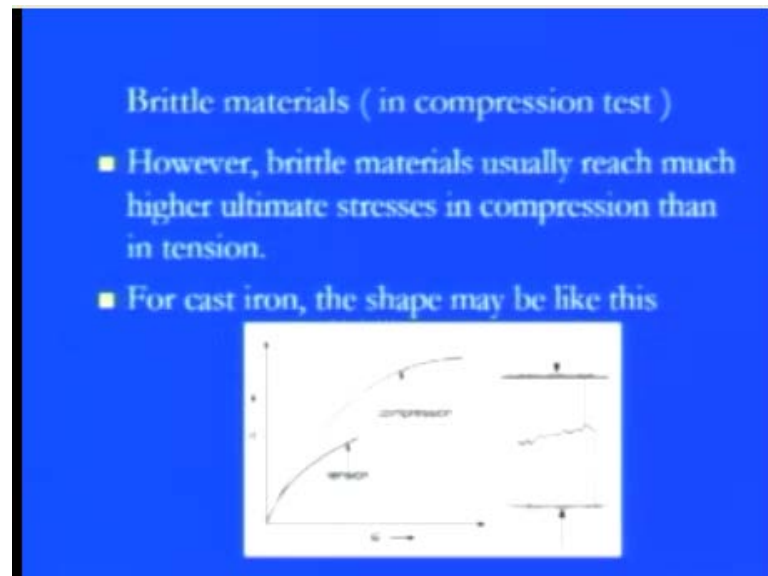 Brittle materials ( in compression test )
However, brittle materials usually reach much
higher ultimate stresses in compression than
in tension.
For cast iron, the shape may be like this
compression
tension